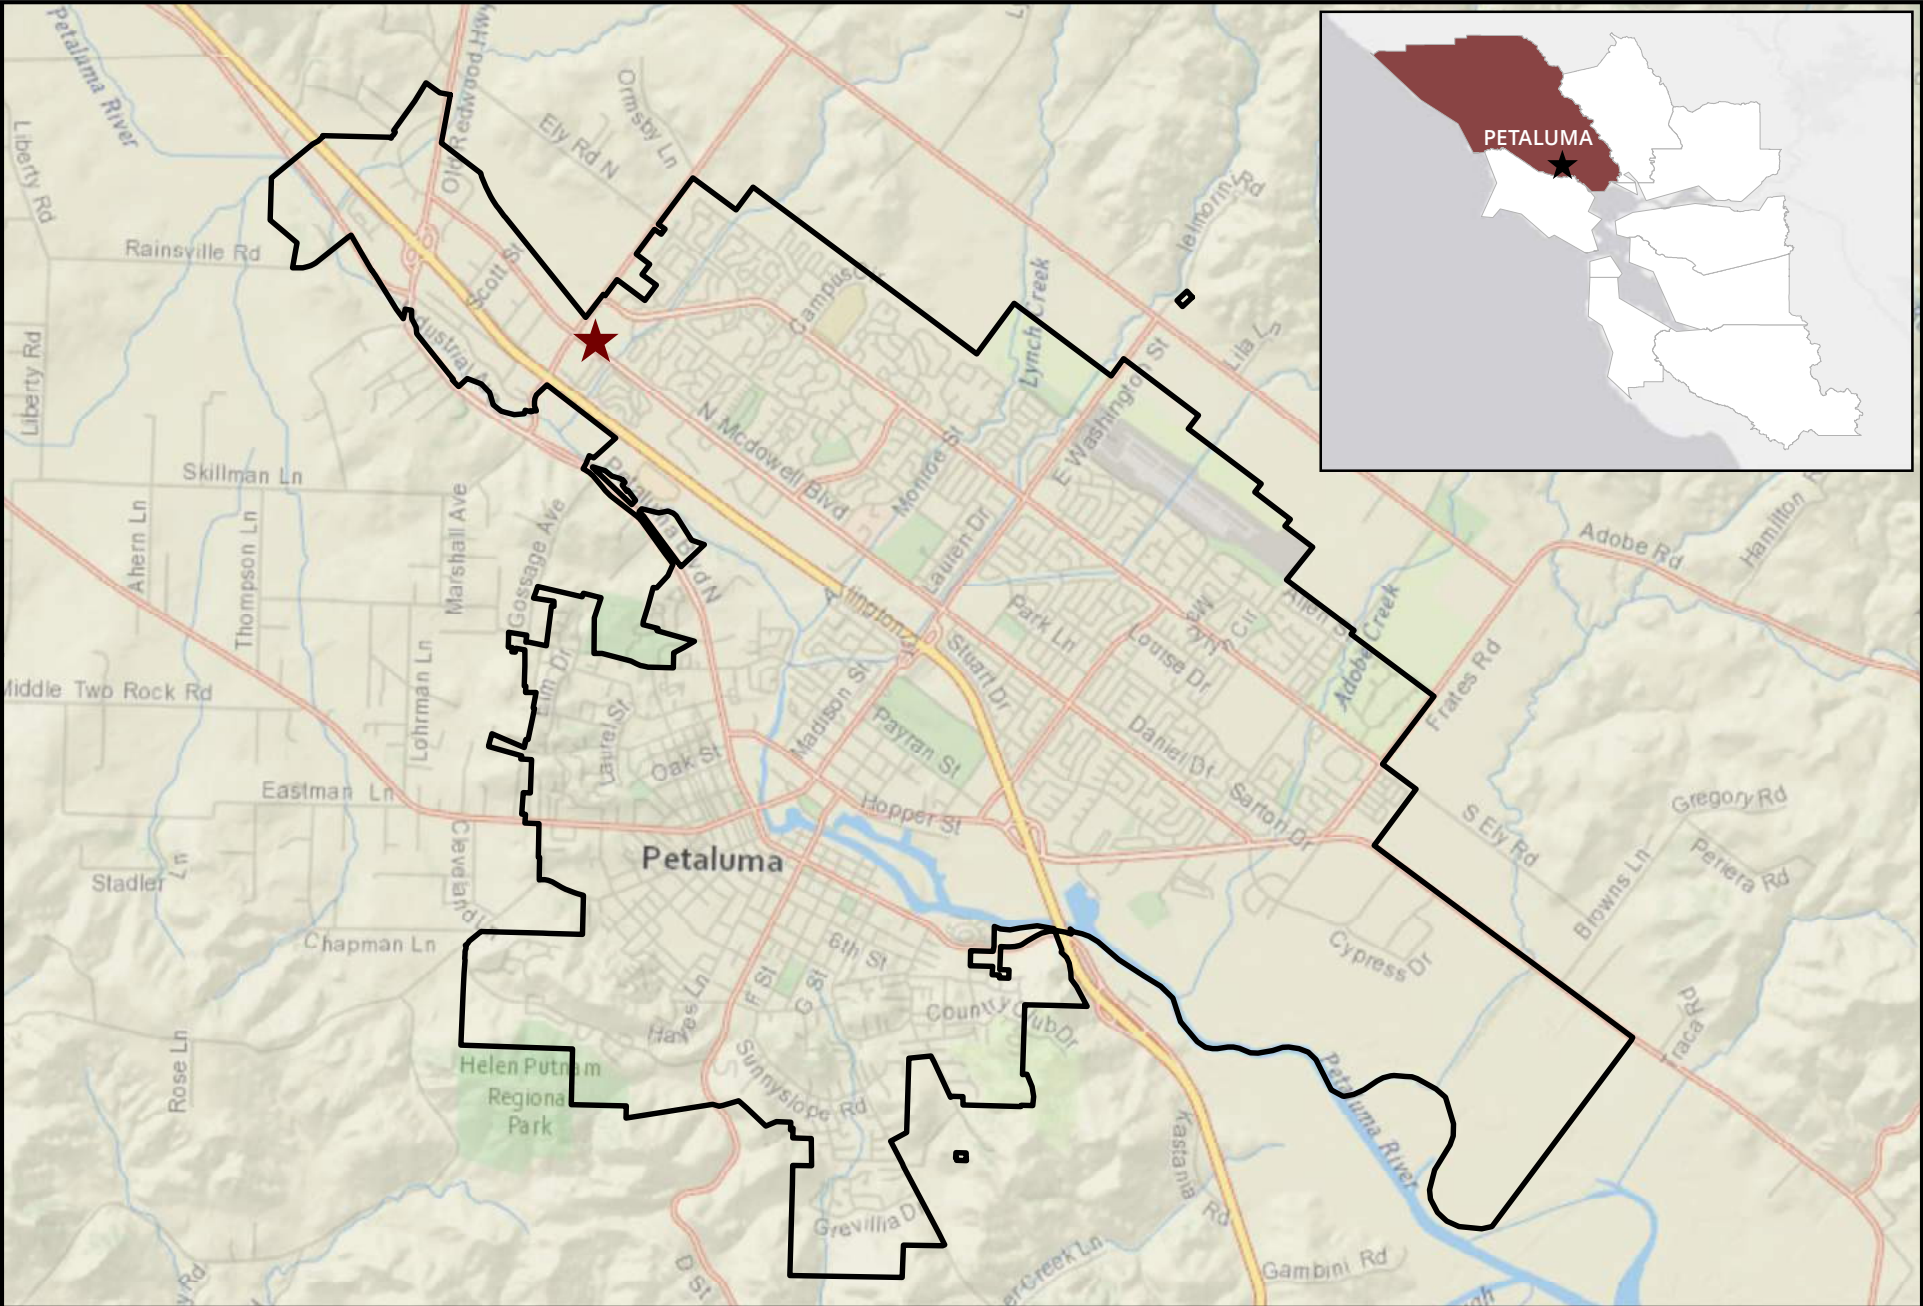 Petaluma River
Old Redwood Hwy
Ormsby Ln
Ely Rd N
Liberty Rd
Rainsville Rd
Scott St
Campus Cir
Lynch Creek
Rd
Lila Ln
PETALUMA
Liberty Rd
N Mcdowell Blvd
Monroe St
E Washington St
Skillman Ln
Petaluma Blvd N
Ahern Ln
Thompson Ln
Marshall Ave
Gossage Ave
Lauren Dr
Adobe Rd
Hamilton
Park Ln
Louise Dr
Adobe Creek
Frates Rd
Middle Two Rock Rd
Lohrman Ln
Elm Dr
Laurel St
Oak St
Madison St
Payran St
Stuart Dr
Daniel Dr
Sarton Dr
Eastman Ln
Hopper St
S Ely Rd
Gregory Rd
Periera Rd
Browns Ln
Petaluma
Stadler Ln
Cleveland Ln
Chapman Ln
6th St
F St
G St
Hayes Ln
Country Club Dr
Cypress Dr
Rose Ln
Helen Putnam
Regional
Park
Sunnyslope Rd
Petaluma River
Kastania Rd
Grevillia Dr
D St
Gambini Rd